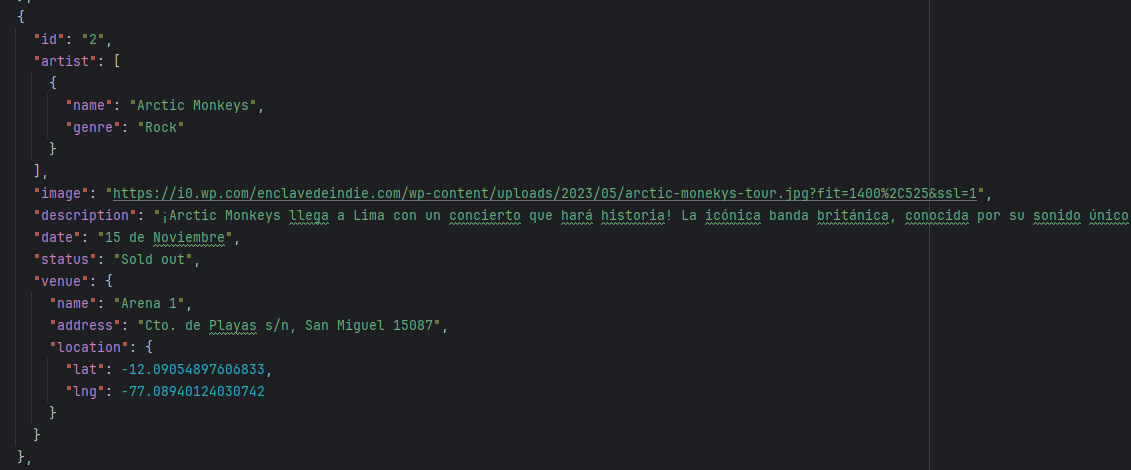 },
{
"id": "2",
"artist": [
{
"name": "Arctic Monkeys",
"genre": "Rock"
}
],
"image": "https://i0.wp.com/enclavedeindie.com/wp-content/uploads/2023/05/arctic-monekys-tour.jpg?fit=1400%2C525&ssl=1",
"description": "¡Arctic Monkeys llega a Lima con un concierto que hará historia! La icónica banda británica, conocida por su sonido único
"date": "15 de Noviembre",
"status": "Sold out",
"venue": {
"name": "Arena 1",
"address": "Cto. de Playas s/n, San Miguel 15087",
"location": {
"lat": -12.09054897606833,
"lng": -77.08940124030742
}
}
},